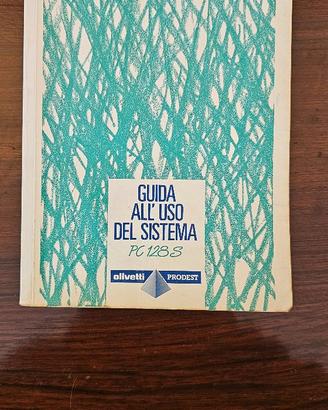 GUIDA
ALL'USO
DEL SISTEMA
PC 128 S
olivetti PRODEST